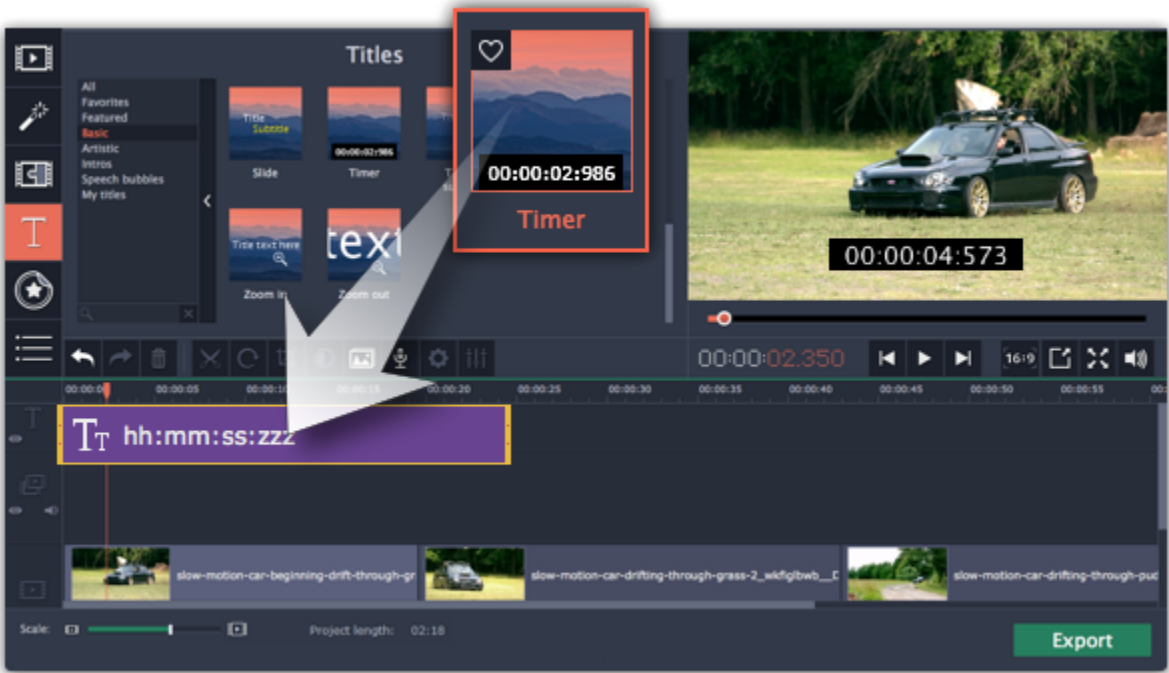 Titles
All
Favorites
Featured
Basic
Artistic
Intros
Speech bubbles
My titles
Title
Subtitle
Slide
00:00:02:986
Timer
00:00:02:986
Timer
Title text here
Zoom in
text
Zoom out
00:00:04:573
00:00:02.350
16:9
00:00:05
00:00:15
00:00:20
00:00:25
00:00:30
00:00:35
00:00:40
00:00:45
00:00:50
00:00:55
T
Tт hh:mm:ss:zzz
slow-motion-car-beginning-drift-through-gr
slow-motion-car-drifting-through-grass-2_wkfiglbwb__
slow-motion-car-drifting-through-pud
Scale:
Project length: 02:18
Export